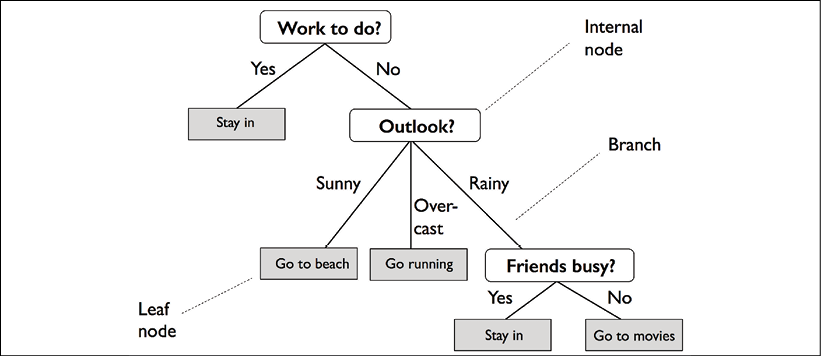 Work to do?
Internal
node
Yes
No
Stay in
Outlook?
Branch
Sunny
Rainy
Over-
cast
Go to beach
Go running
Friends busy?
Leaf
node
Yes
No
Stay in
Go to movies